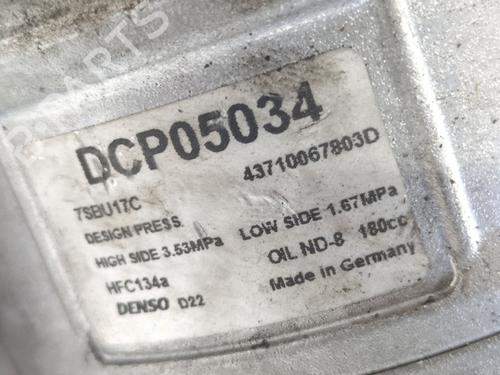 DCP05034
7SBU17C 43710067803D
DESIGN PRESS
HIGH SIDE 3.53MPa LOW SIDE 1.67MPa
HFC134a OIL ND-8 180cc
DENSO D22 Made in Germany